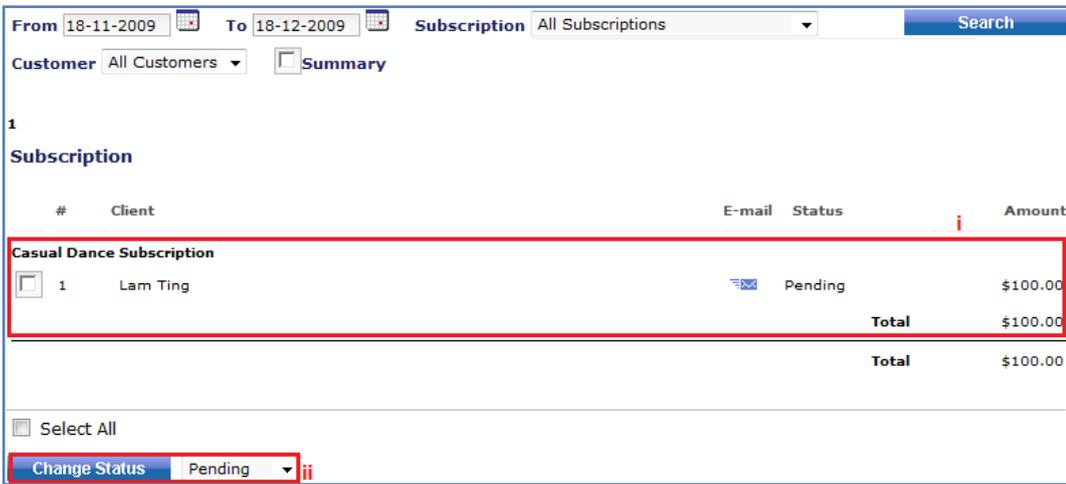 From 18-11-2009 To 18-12-2009 Subscription All Subscriptions Search
Customer All Customers Summary
1
Subscription
# Client E-mail Status Amount
i
Casual Dance Subscription
1 Lam Ting Pending $100.00
Total $100.00
Total $100.00
Select All
Change Status Pending ii